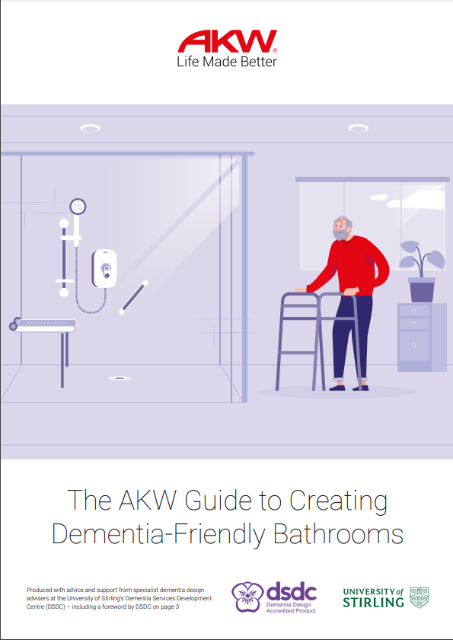 AKW®
Life Made Better
The AKW Guide to Creating
Dementia-Friendly Bathrooms
Produced with advice and support from specialist dementia design
advisers at the University of Stirling's Dementia Services Development
Centre (DSDC) – including a foreword by DSDC on page 3
dsdc
Dementia Design
Accredited Product
UNIVERSITY of
STIRLING